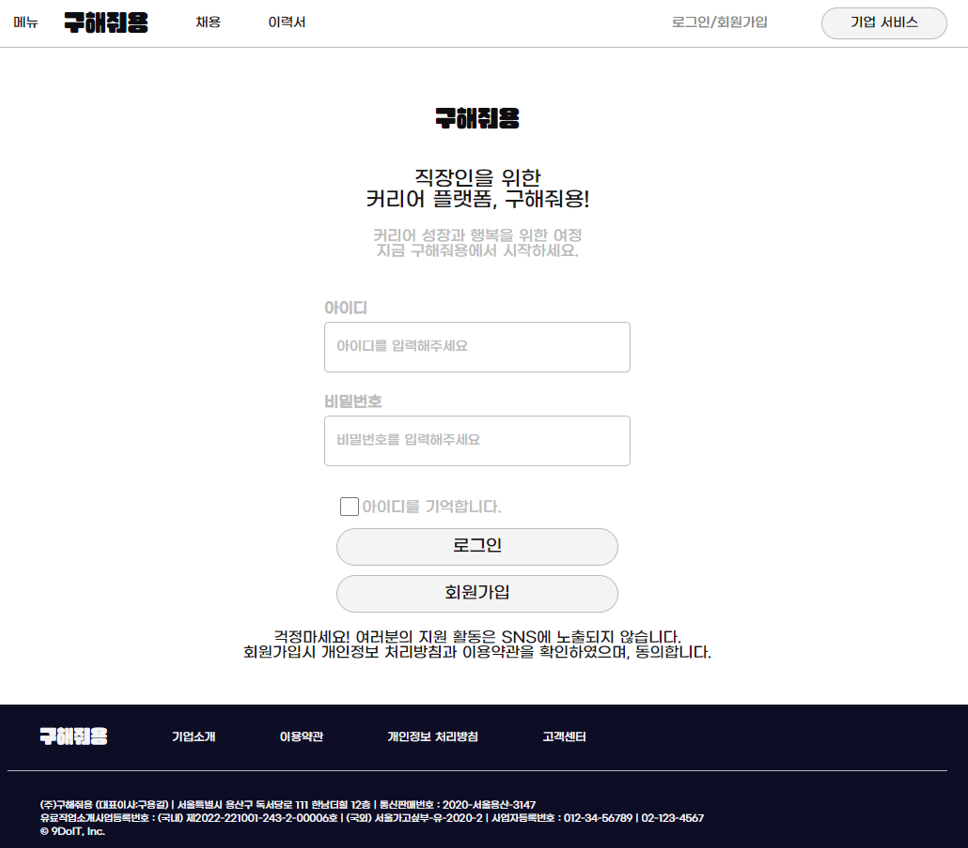 메뉴 구해줘용 채용 이력서 로그인/회원가입 기업 서비스
구해줘용
직장인을 위한
커리어 플랫폼, 구해줘용!
커리어 성장과 행복을 위한 여정
지금 구해줘용에서 시작하세요.
아이디
아이디를 입력해주세요
비밀번호
비밀번호를 입력해주세요
아이디를 기억합니다.
로그인
회원가입
걱정마세요! 여러분의 지원 활동은 SNS에 노출되지 않습니다.
회원가입시 개인정보 처리방침과 이용약관을 확인하였으며, 동의합니다.
구해줘용 기업소개 이용약관 개인정보 처리방침 고객센터
(주)구해줘용 (대표이사:구용길) | 서울특별시 용산구 독서당로 111 한남더힐 12층 | 통신판매번호 : 2020-서울용산-3147
유료직업소개사업등록번호 : (국내) 제2022-221001-243-2-00006호 | (국외) 서울가고싶부-유-2020-2 | 사업자등록번호 : 012-34-56789 | 02-123-4567
© 9DoIT, Inc.